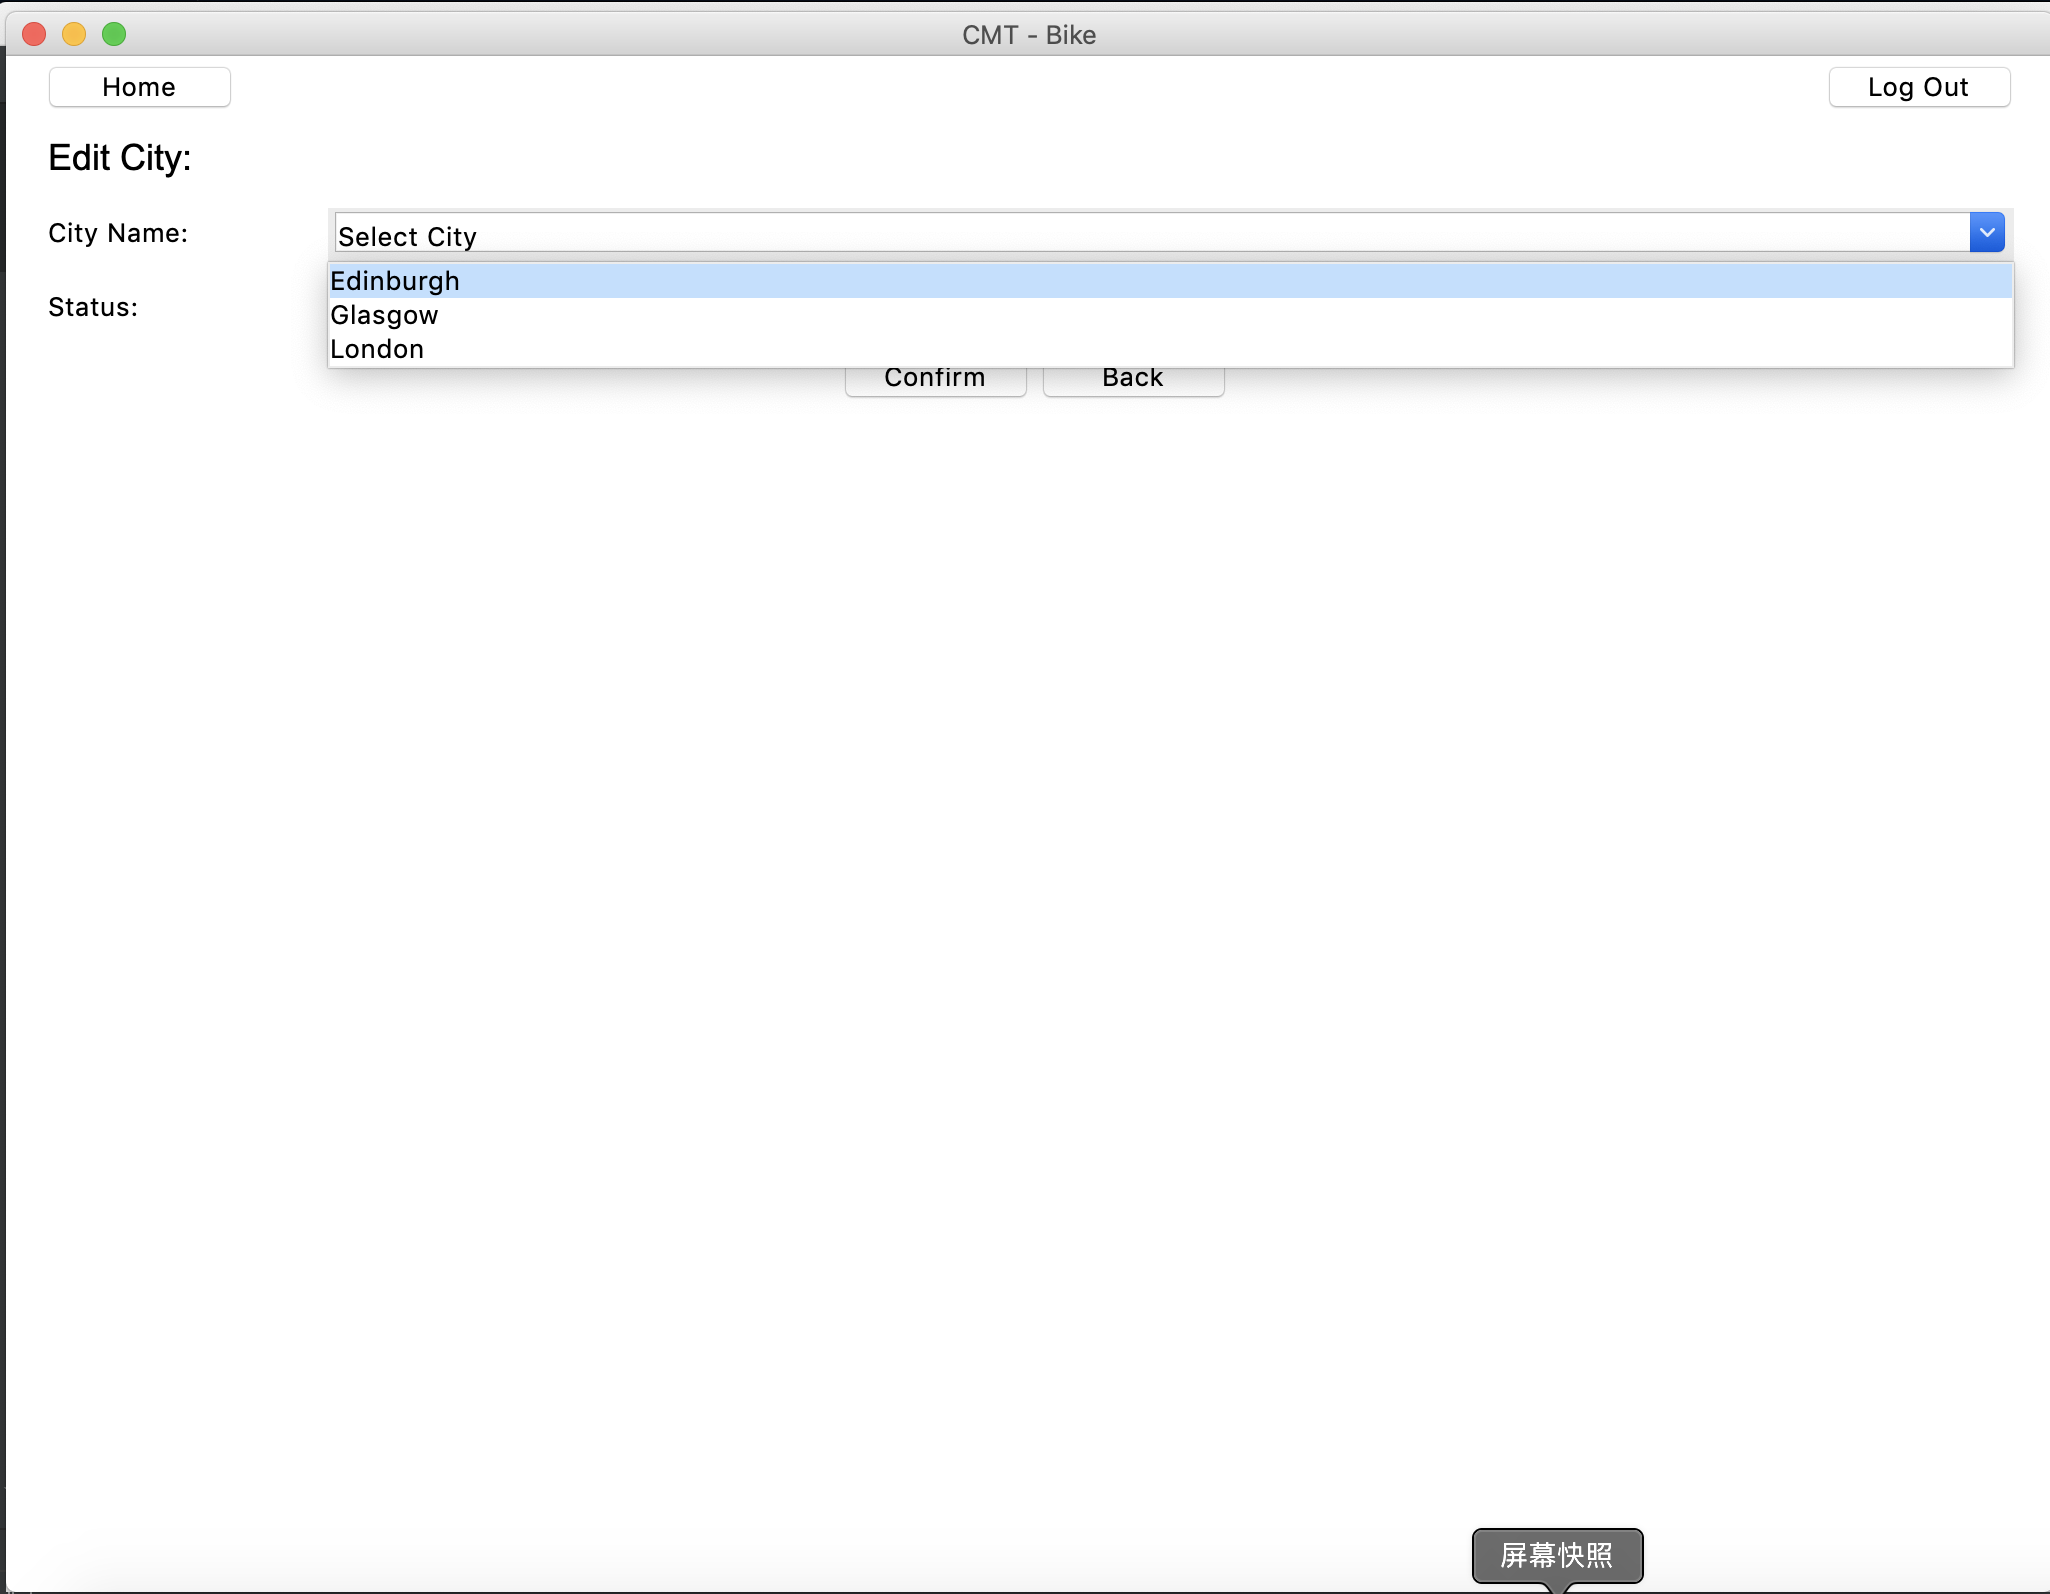 CMT - Bike
Home
Log Out
Edit City:
City Name:
Select City
Edinburgh
Status:
Glasgow
London
Confirm
Back
屏幕快照